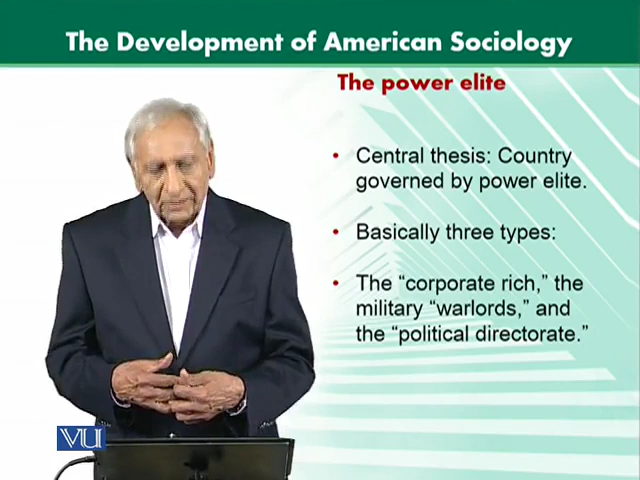 The Development of American Sociology
The power elite
• Central thesis: Country
governed by power elite.
• Basically three types:
• The “corporate rich,” the
military “warlords,” and
the “political directorate.”
VU